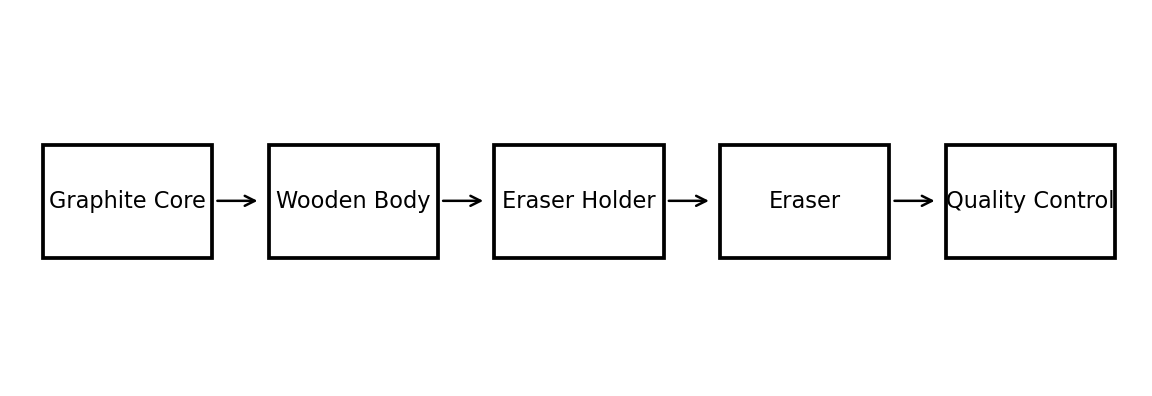 Graphite Core
Wooden Body
Eraser Holder
Eraser
Quality Control